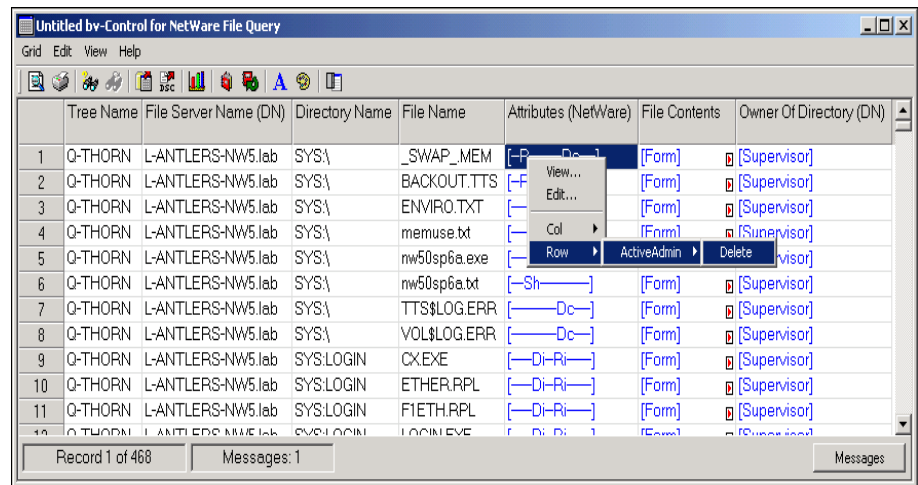 Untitled bv-Control for NetWare File Query
Grid Edit View Help
DSC A
Tree Name File Server Name (DN) Directory Name File Name Attributes (NetWare) File Contents Owner Of Directory (DN)
1 Q-THORN L-ANTLERS-NW5.lab SYS:\ _SWAP_.MEM [Form] [Supervisor]
View...
2 Q-THORN L-ANTLERS-NW5.lab SYS:\ BACKOUT.TTS [Form] [Supervisor]
Edit...
3 Q-THORN L-ANTLERS-NW5.lab SYS:\ ENVIRO.TXT [Form] [Supervisor]
4 Q-THORN L-ANTLERS-NW5.lab SYS:\ memuse.txt Col [Form] [Supervisor]
5 Q-THORN L-ANTLERS-NW5.lab SYS:\ nw50sp6a.exe Row ActiveAdmin Delete
6 Q-THORN L-ANTLERS-NW5.lab SYS:\ nw50sp6a.txt [—Sh———] [Form] [Supervisor]
7 Q-THORN L-ANTLERS-NW5.lab SYS:\ TTS$LOG.ERR [———Dc—] [Form] [Supervisor]
8 Q-THORN L-ANTLERS-NW5.lab SYS:\ VOL$LOG.ERR [———Dc—] [Form] [Supervisor]
9 Q-THORN L-ANTLERS-NW5.lab SYS:LOGIN CX.EXE [—Di–Ri—] [Form] [Supervisor]
10 Q-THORN L-ANTLERS-NW5.lab SYS:LOGIN ETHER.RPL [—Di–Ri—] [Form] [Supervisor]
11 Q-THORN L-ANTLERS-NW5.lab SYS:LOGIN F1ETH.RPL [—Di–Ri—] [Form] [Supervisor]
Record 1 of 468 Messages: 1 Messages